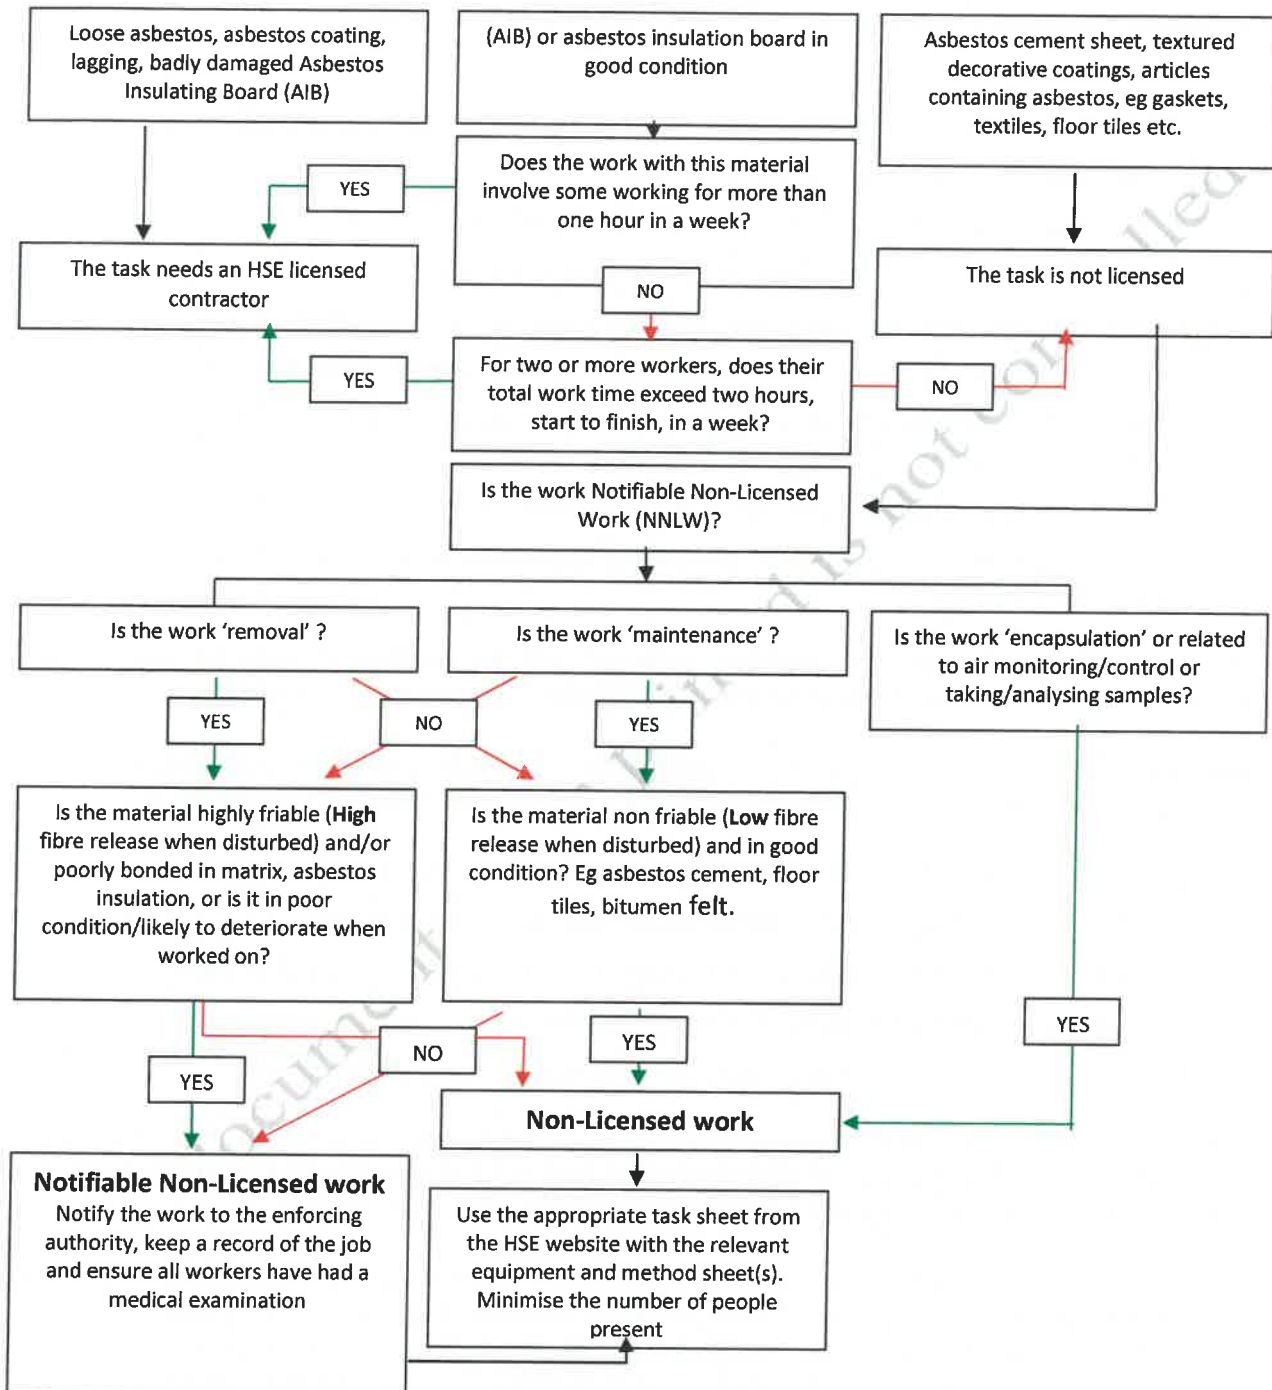 Loose asbestos, asbestos coating,
lagging, badly damaged Asbestos
Insulating Board (AIB)
(AIB) or asbestos insulation board in
good condition
Asbestos cement sheet, textured
decorative coatings, articles
containing asbestos, eg gaskets,
textiles, floor tiles etc.
Does the work with this material
involve some working for more than
one hour in a week?
YES
The task needs an HSE licensed
contractor
NO
The task is not licensed
For two or more workers, does their
total work time exceed two hours,
start to finish, in a week?
YES
NO
Is the work Notifiable Non-Licensed
Work (NNLW)?
Is the work ‘removal’ ?
Is the work ‘maintenance’ ?
Is the work ‘encapsulation’ or related
to air monitoring/control or
taking/analysing samples?
YES
NO
YES
Is the material highly friable (High
fibre release when disturbed) and/or
poorly bonded in matrix, asbestos
insulation, or is it in poor
condition/likely to deteriorate when
worked on?
Is the material non friable (Low fibre
release when disturbed) and in good
condition? Eg asbestos cement, floor
tiles, bitumen felt.
YES
NO
YES
YES
Non-Licensed work
Notifiable Non-Licensed work
Notify the work to the enforcing
authority, keep a record of the job
and ensure all workers have had a
medical examination
Use the appropriate task sheet from
the HSE website with the relevant
equipment and method sheet(s).
Minimise the number of people
present
is not